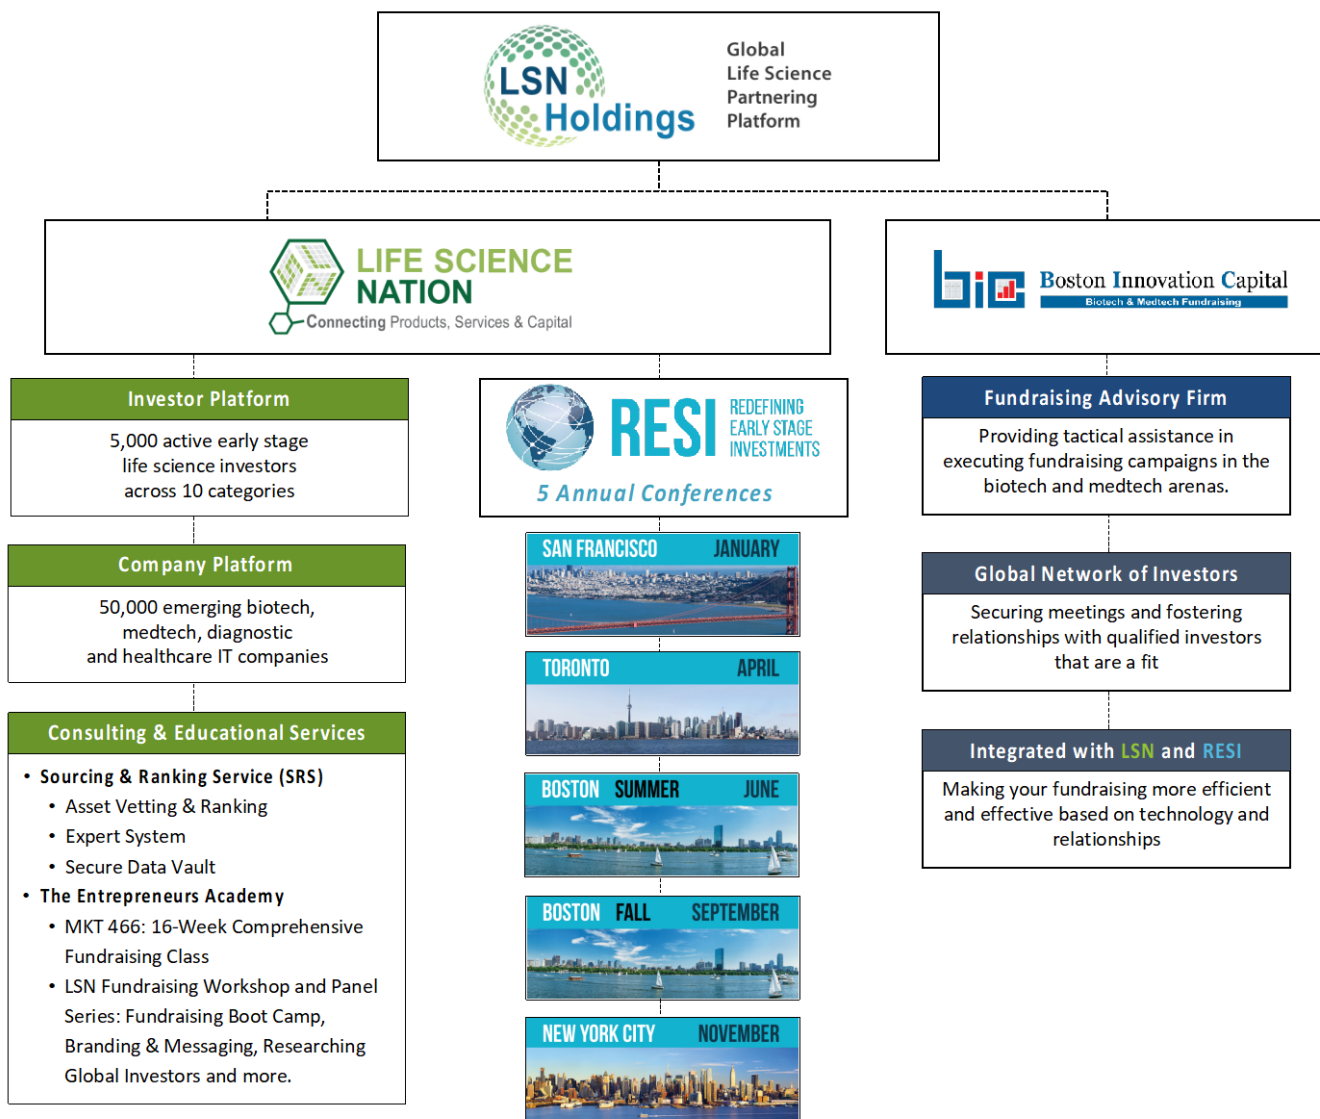 LSN
Holdings
Global
Life Science
Partnering
Platform
LIFE SCIENCE
NATION
Connecting Products, Services & Capital
bic
Boston Innovation Capital
Biotech & Medtech Fundraising
Investor Platform
5,000 active early stage
life science investors
across 10 categories
Company Platform
50,000 emerging biotech,
medtech, diagnostic
and healthcare IT companies
Consulting & Educational Services
• Sourcing & Ranking Service (SRS)
• Asset Vetting & Ranking
• Expert System
• Secure Data Vault
• The Entrepreneurs Academy
• MKT 466: 16-Week Comprehensive
Fundraising Class
• LSN Fundraising Workshop and Panel
Series: Fundraising Boot Camp,
Branding & Messaging, Researching
Global Investors and more.
RESI
REDEFINING
EARLY STAGE
INVESTMENTS
5 Annual Conferences
SAN FRANCISCO JANUARY
TORONTO APRIL
BOSTON SUMMER JUNE
BOSTON FALL SEPTEMBER
NEW YORK CITY NOVEMBER
Fundraising Advisory Firm
Providing tactical assistance in
executing fundraising campaigns in the
biotech and medtech arenas.
Global Network of Investors
Securing meetings and fostering
relationships with qualified investors
that are a fit
Integrated with LSN and RESI
Making your fundraising more efficient
and effective based on technology and
relationships